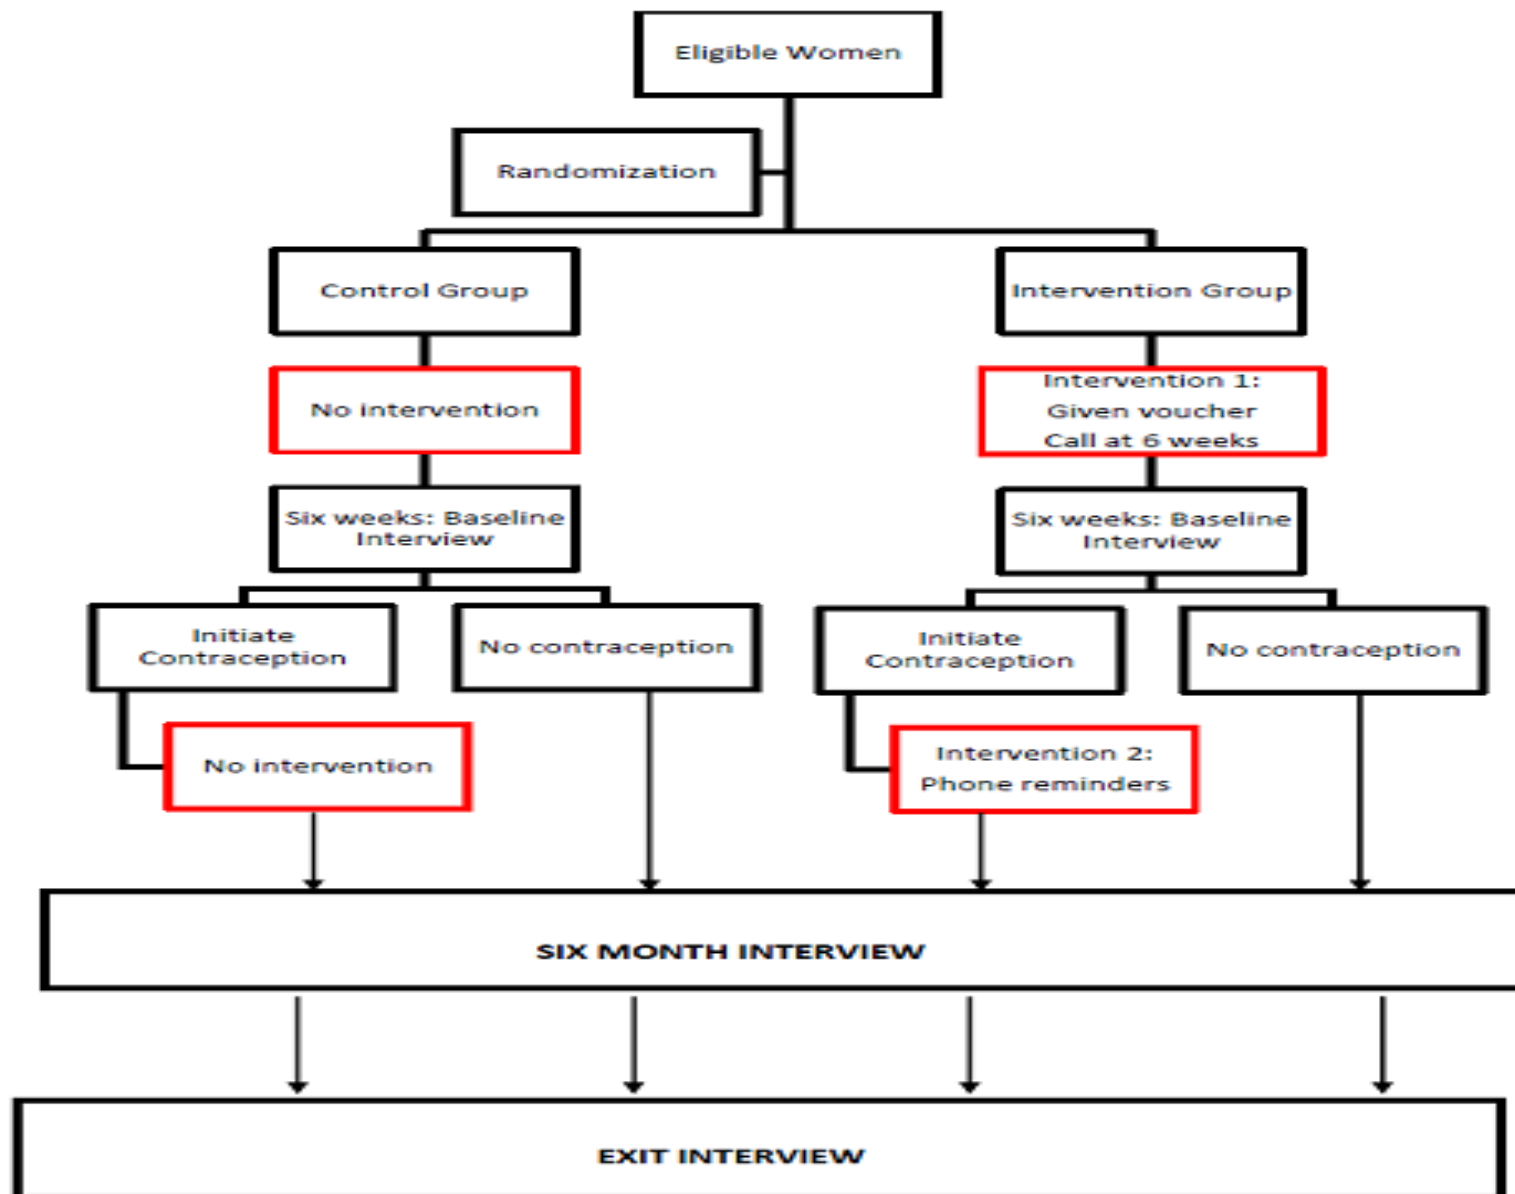 Eligible Women
Randomization
Control Group
Intervention Group
No intervention
Intervention 1:
Given voucher
Call at 6 weeks
Six weeks: Baseline
Interview
Six weeks: Baseline
Interview
Initiate
Contraception
No contraception
Initiate
Contraception
No contraception
No intervention
Intervention 2:
Phone reminders
SIX MONTH INTERVIEW
EXIT INTERVIEW